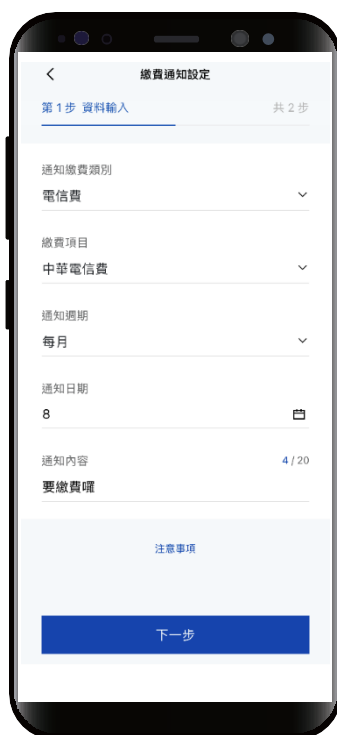 繳費通知設定
第1步 資料輸入
共2步
通知繳費類別
電信費
繳費項目
中華電信費
通知週期
每月
通知日期
8
通知內容
4/20
要繳費囉
注意事項
下一步